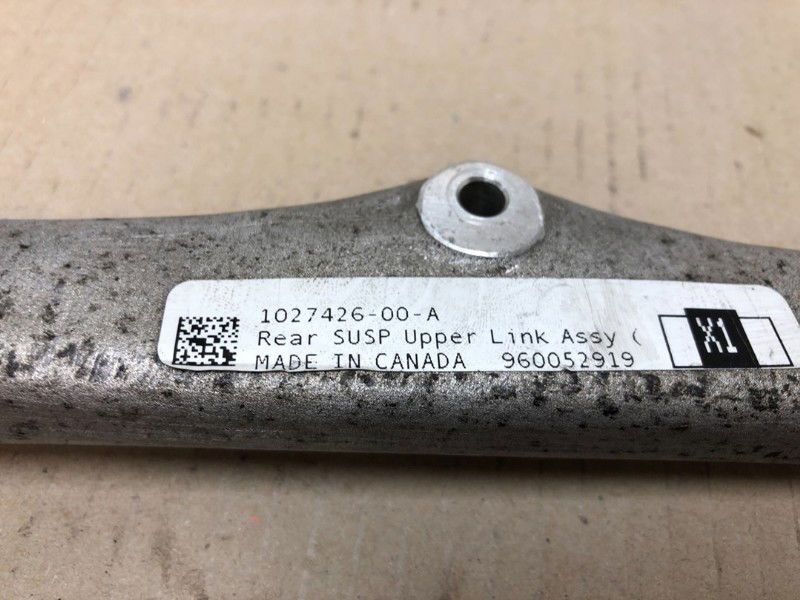 1027426-00-A
Rear SUSP Upper Link Assy (
MADE IN CANADA 960052919
X1